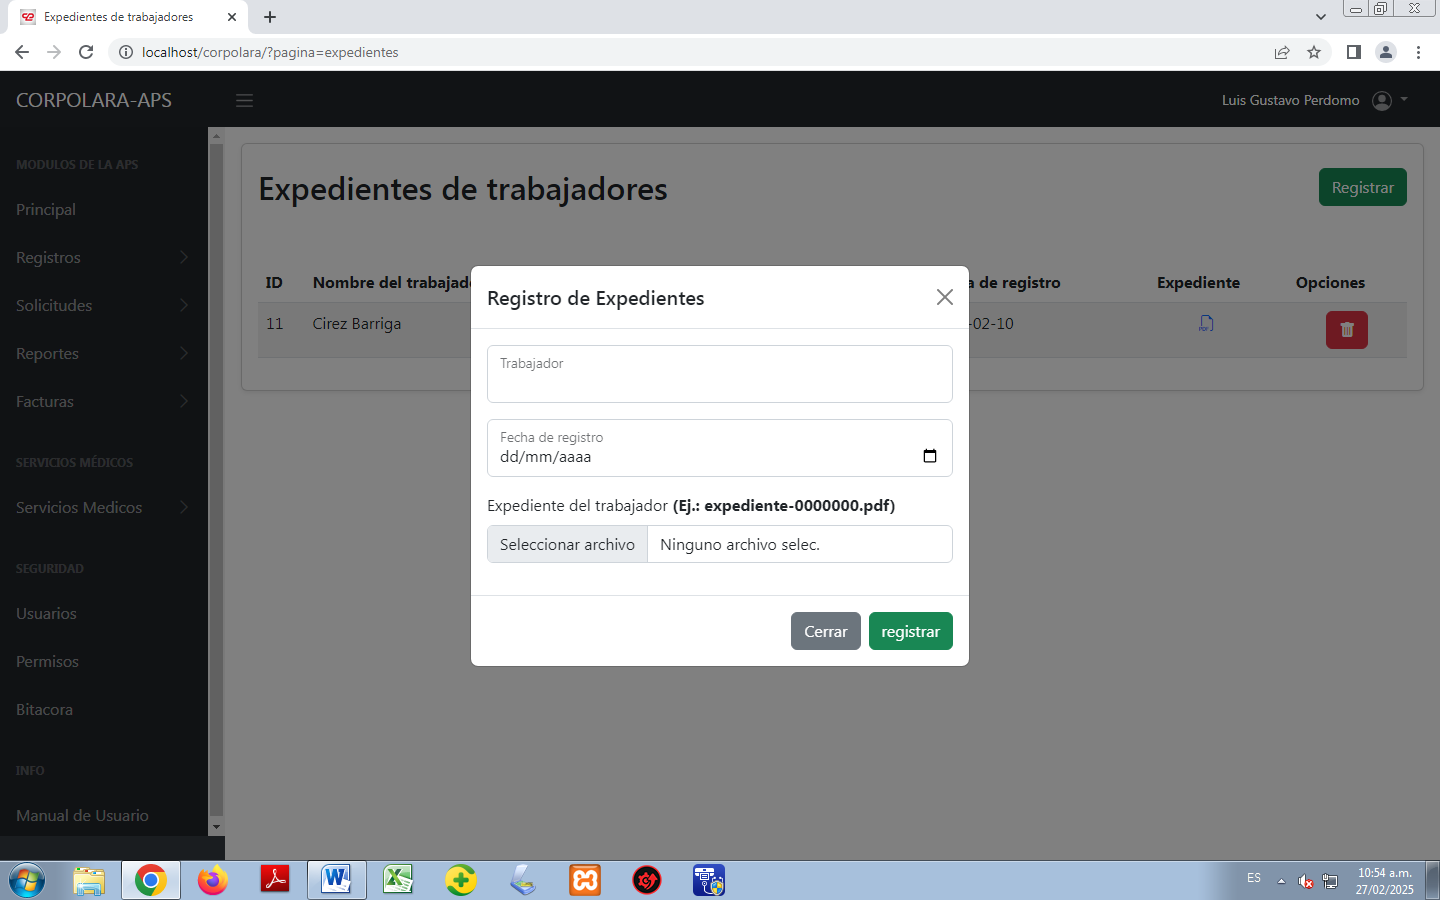 Expedientes de trabajadores
localhost/corpolara/?pagina=expedientes
CORPOLARA-APS
Luis Gustavo Perdomo
MODULOS DE LA APS
Principal
Registros
Solicitudes
Reportes
Facturas
SERVICIOS MÉDICOS
Servicios Medicos
SEGURIDAD
Usuarios
Permisos
Bitacora
INFO
Manual de Usuario
Expedientes de trabajadores
Registrar
ID Nombre del trabajad a de registro Expediente Opciones
11 Cirez Barriga -02-10
Registro de Expedientes
Trabajador
Fecha de registro
dd/mm/aaaa
Expediente del trabajador (Ej.: expediente-0000000.pdf)
Seleccionar archivo Ninguno archivo selec.
Cerrar registrar
ES
10:54 a.m.
27/02/2025